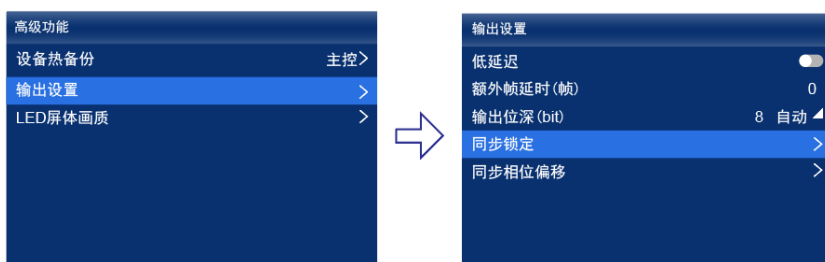 高级功能
设备热备份 主控>
输出设置 >
LED屏体画质 >
输出设置
低延迟
额外帧延时(帧) 0
输出位深(bit) 8 自动
同步锁定 >
同步相位偏移 >